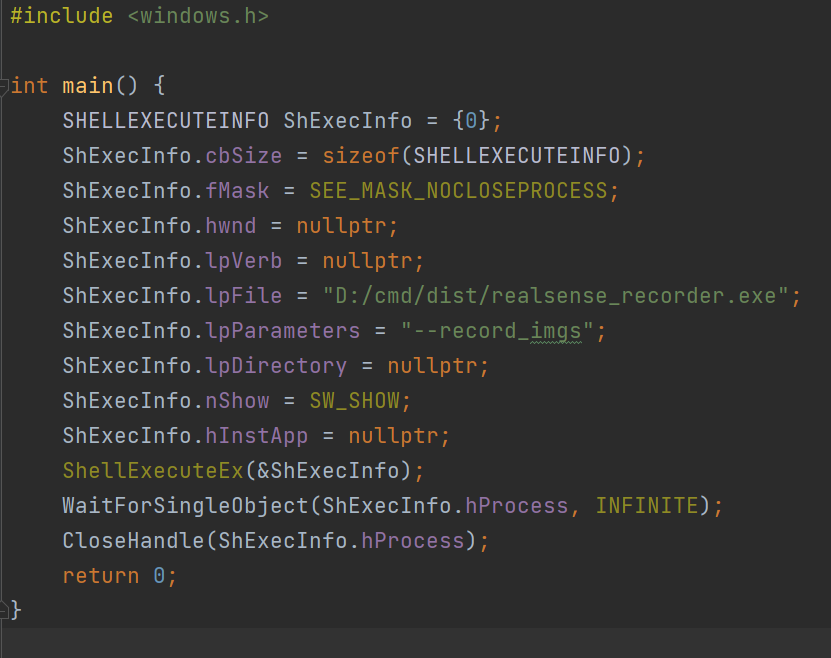 #include <windows.h>
int main() {
    SHELLEXECUTEINFO ShExecInfo = {0};
    ShExecInfo.cbSize = sizeof(SHELLEXECUTEINFO);
    ShExecInfo.fMask = SEE_MASK_NOCLOSEPROCESS;
    ShExecInfo.hwnd = nullptr;
    ShExecInfo.lpVerb = nullptr;
    ShExecInfo.lpFile = "D:/cmd/dist/realsense_recorder.exe";
    ShExecInfo.lpParameters = "--record_imgs";
    ShExecInfo.lpDirectory = nullptr;
    ShExecInfo.nShow = SW_SHOW;
    ShExecInfo.hInstApp = nullptr;
    ShellExecuteEx(&ShExecInfo);
    WaitForSingleObject(ShExecInfo.hProcess, INFINITE);
    CloseHandle(ShExecInfo.hProcess);
    return 0;
}